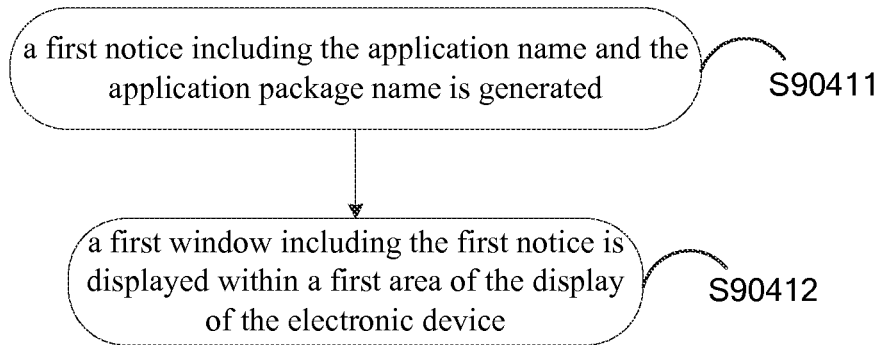 a first notice including the application name and the
application package name is generated
S90411
a first window including the first notice is
displayed within a first area of the display
of the electronic device
S90412